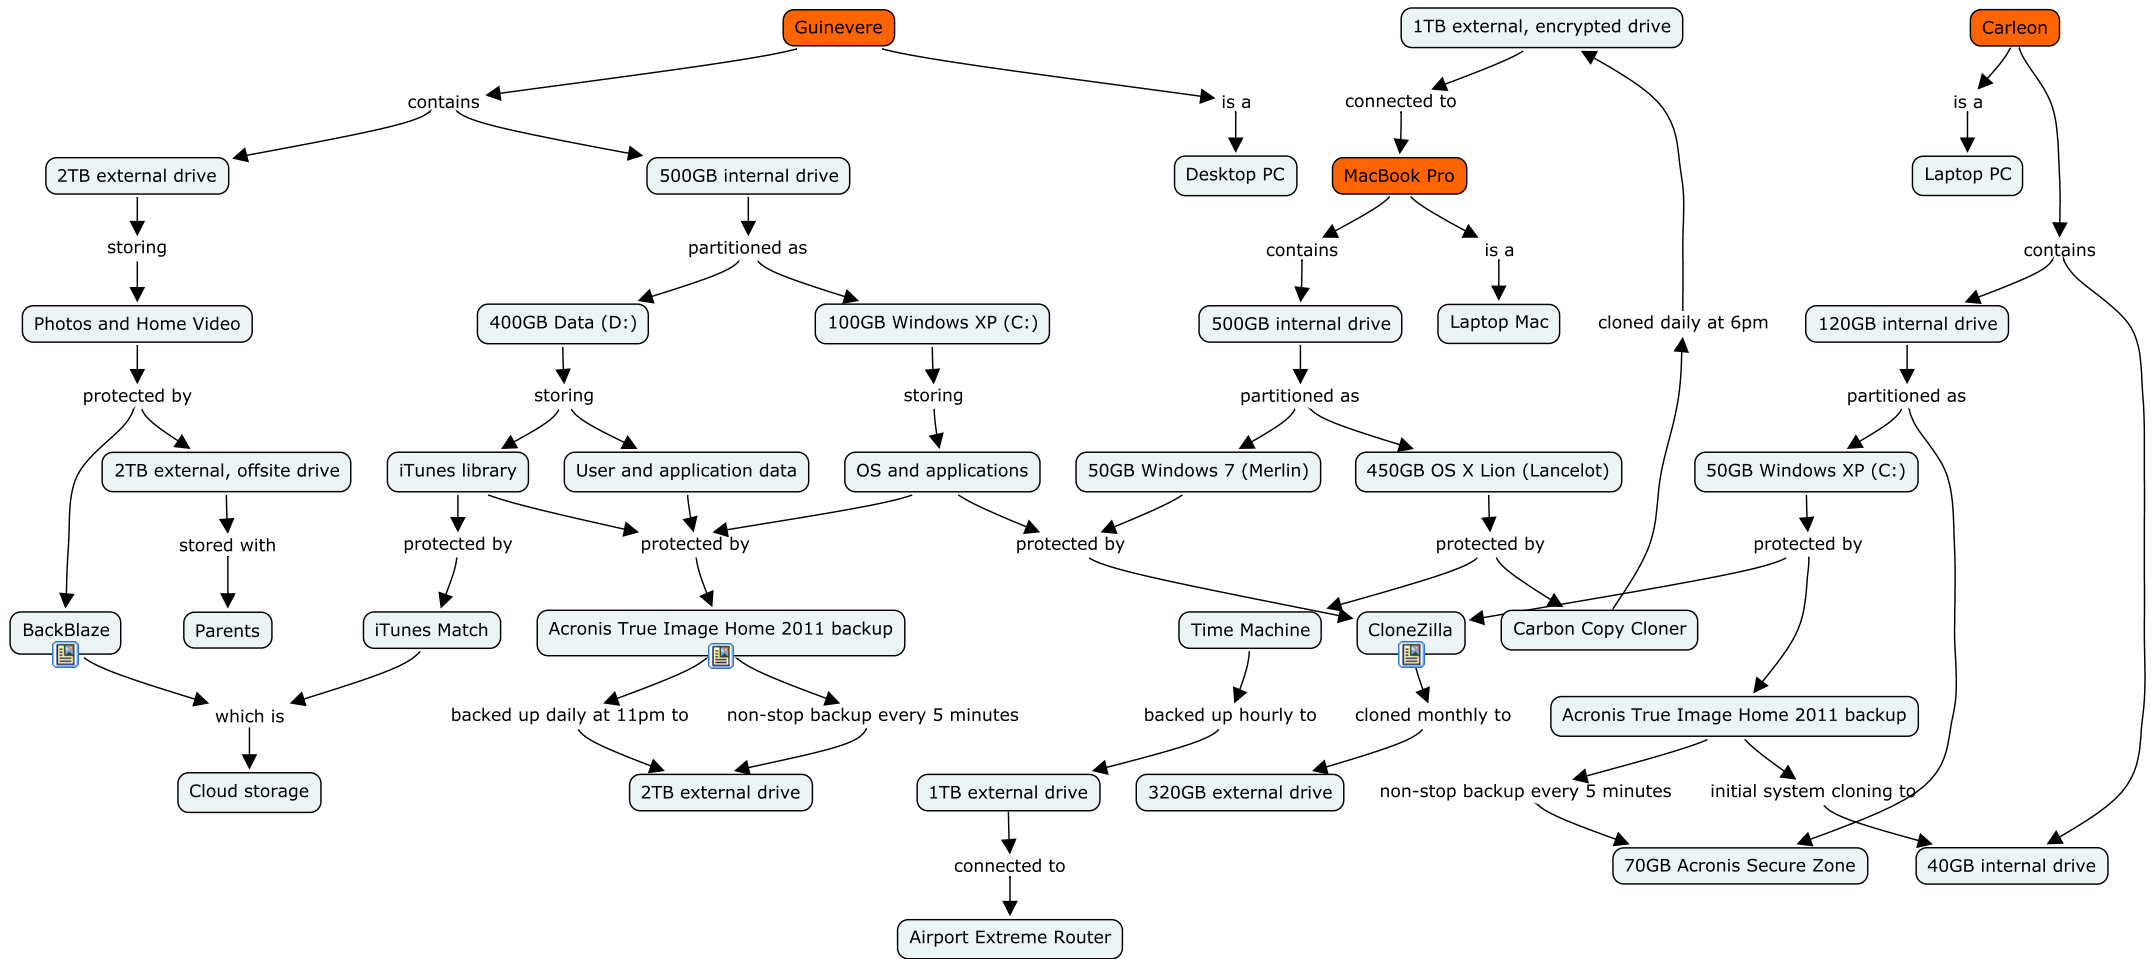 Guinevere
1TB external, encrypted drive
Carleon
contains
is a
connected to
is a
2TB external drive
500GB internal drive
Desktop PC
MacBook Pro
Laptop PC
storing
partitioned as
contains
is a
contains
Photos and Home Video
400GB Data (D:)
100GB Windows XP (C:)
500GB internal drive
Laptop Mac
cloned daily at 6pm
120GB internal drive
protected by
storing
storing
partitioned as
partitioned as
2TB external, offsite drive
iTunes library
User and application data
OS and applications
50GB Windows 7 (Merlin)
450GB OS X Lion (Lancelot)
50GB Windows XP (C:)
stored with
protected by
protected by
protected by
protected by
protected by
BackBlaze
Parents
iTunes Match
Acronis True Image Home 2011 backup
Time Machine
CloneZilla
Carbon Copy Cloner
which is
backed up daily at 11pm to
non-stop backup every 5 minutes
backed up hourly to
cloned monthly to
Acronis True Image Home 2011 backup
Cloud storage
2TB external drive
1TB external drive
320GB external drive
non-stop backup every 5 minutes
initial system cloning to
connected to
70GB Acronis Secure Zone
40GB internal drive
Airport Extreme Router